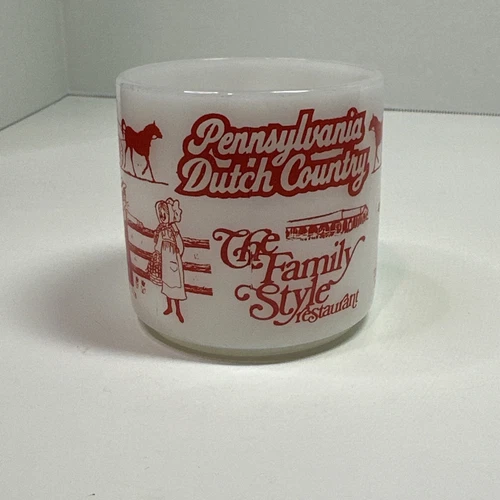 Pennsylvania
Dutch Country
The
Family
Style
restaurant